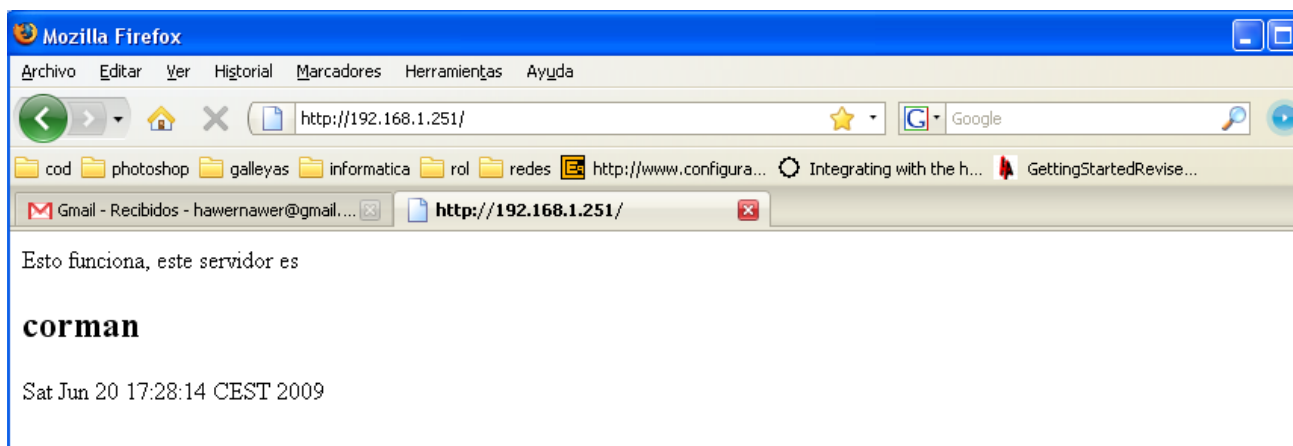 Mozilla Firefox
Archivo Editar Ver Historial Marcadores Herramientas Ayuda
http://192.168.1.251/ G Google
cod photoshop galleyas informatica rol redes http://www.configura... Integrating with the h... GettingStartedRevise...
Gmail - Recibidos - hawernawer@gmail.... http://192.168.1.251/
Esto funciona, este servidor es
corman
Sat Jun 20 17:28:14 CEST 2009